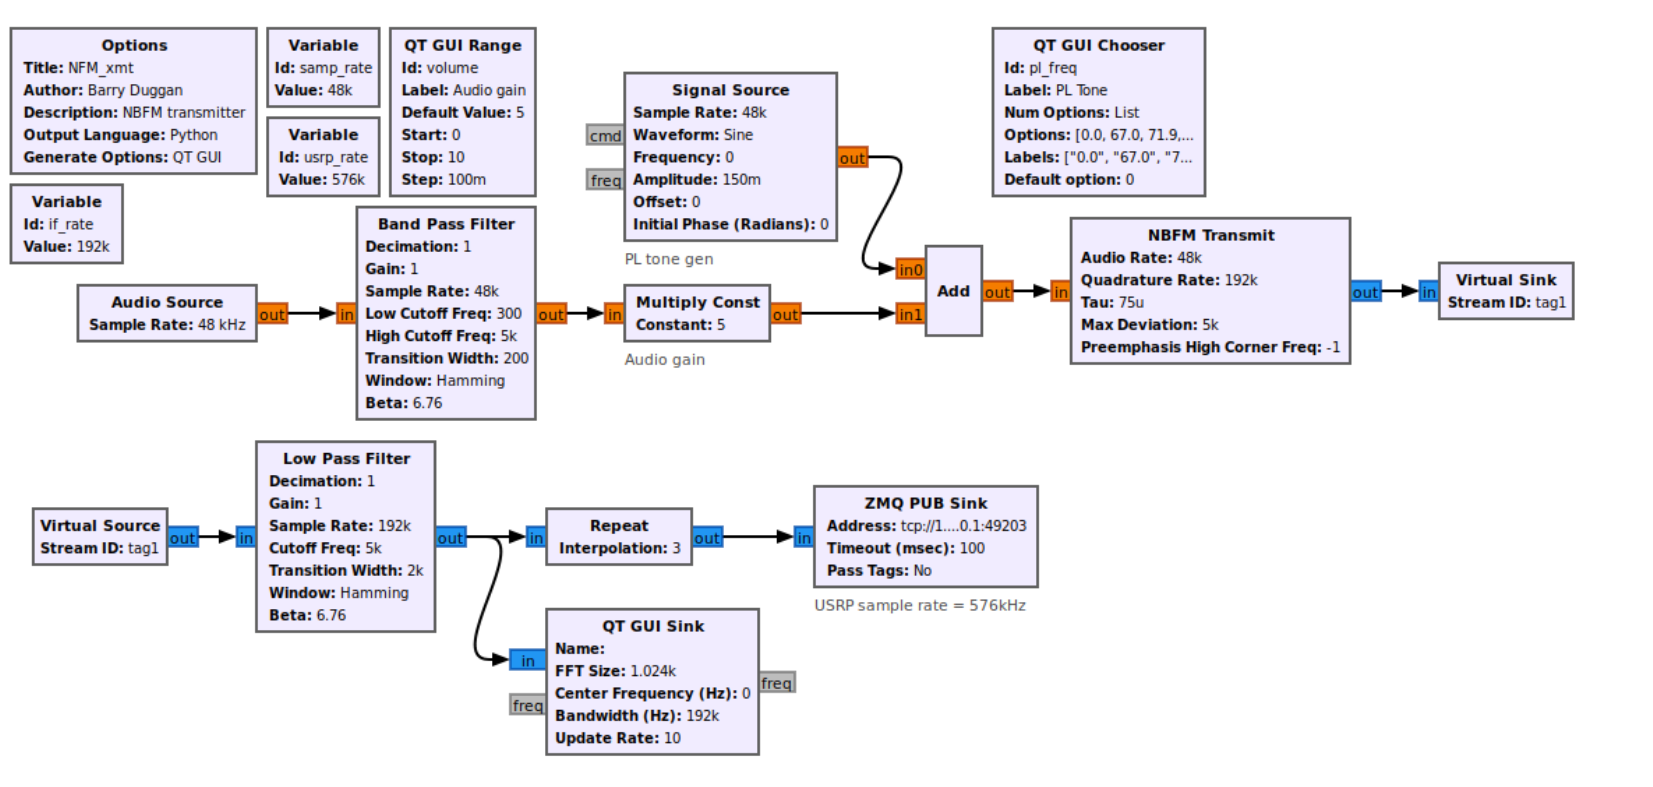 Options
Title: NFM_xmt
Author: Barry Duggan
Description: NBFM transmitter
Output Language: Python
Generate Options: QT GUI
Variable
Id: samp_rate
Value: 48k
Variable
Id: usrp_rate
Value: 576k
QT GUI Range
Id: volume
Label: Audio gain
Default Value: 5
Start: 0
Stop: 10
Step: 100m
Signal Source
Sample Rate: 48k
Waveform: Sine
Frequency: 0
Amplitude: 150m
Offset: 0
Initial Phase (Radians): 0
cmd
freq
out
PL tone gen
QT GUI Chooser
Id: pl_freq
Label: PL Tone
Num Options: List
Options: [0.0, 67.0, 71.9,...
Labels: ["0.0", "67.0", "7...
Default option: 0
Variable
Id: if_rate
Value: 192k
Audio Source
Sample Rate: 48 kHz
out
in
Band Pass Filter
Decimation: 1
Gain: 1
Sample Rate: 48k
Low Cutoff Freq: 300
High Cutoff Freq: 5k
Transition Width: 200
Window: Hamming
Beta: 6.76
out
in
Multiply Const
Constant: 5
out
Audio gain
in0
in1
Add
out
in
NBFM Transmit
Audio Rate: 48k
Quadrature Rate: 192k
Tau: 75u
Max Deviation: 5k
Preemphasis High Corner Freq: -1
out
in
Virtual Sink
Stream ID: tag1
Virtual Source
Stream ID: tag1
out
in
Low Pass Filter
Decimation: 1
Gain: 1
Sample Rate: 192k
Cutoff Freq: 5k
Transition Width: 2k
Window: Hamming
Beta: 6.76
out
in
Repeat
Interpolation: 3
out
in
ZMQ PUB Sink
Address: tcp://1....0.1:49203
Timeout (msec): 100
Pass Tags: No
USRP sample rate = 576kHz
in
freq
QT GUI Sink
Name:
FFT Size: 1.024k
Center Frequency (Hz): 0
Bandwidth (Hz): 192k
Update Rate: 10
freq